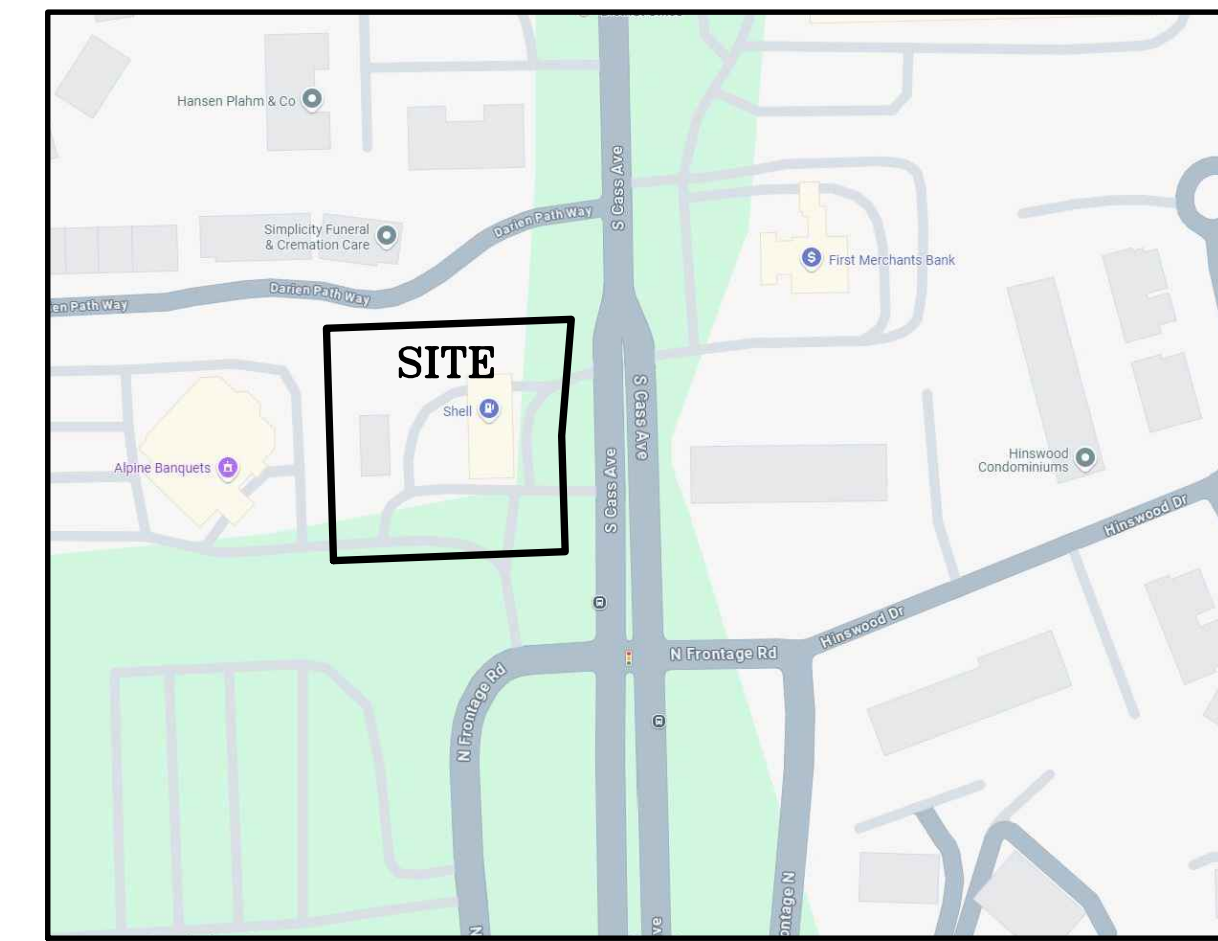 Hansen Plahm & Co
S Cass Ave
Darien Path Way
Simplicity Funeral
& Cremation Care
First Merchants Bank
Darien Path Way
Path Way
SITE
Shell
S Cass Ave
Alpine Banquets
Hinswood
Condominiums
S Cass Ave
Hinswood Dr
Hinswood Dr
N Frontage Rd
N Frontage Rd
N
N